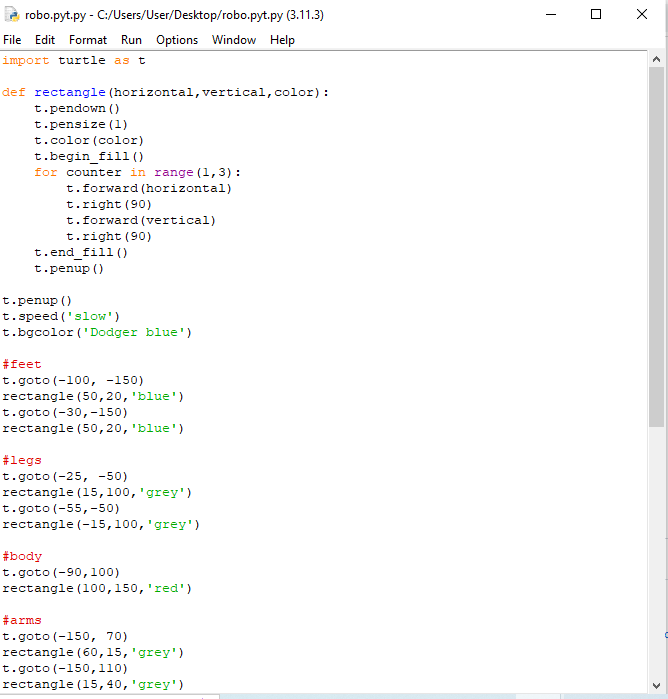 robo.pyt.py - C:/Users/User/Desktop/robo.pyt.py (3.11.3)
File Edit Format Run Options Window Help
import turtle as t

def rectangle(horizontal,vertical,color):
    t.pendown()
    t.pensize(1)
    t.color(color)
    t.begin_fill()
    for counter in range(1,3):
        t.forward(horizontal)
        t.right(90)
        t.forward(vertical)
        t.right(90)
    t.end_fill()
    t.penup()

t.penup()
t.speed('slow')
t.bgcolor('Dodger blue')

#feet
t.goto(-100, -150)
rectangle(50,20,'blue')
t.goto(-30,-150)
rectangle(50,20,'blue')

#legs
t.goto(-25, -50)
rectangle(15,100,'grey')
t.goto(-55,-50)
rectangle(-15,100,'grey')

#body
t.goto(-90,100)
rectangle(100,150,'red')

#arms
t.goto(-150, 70)
rectangle(60,15,'grey')
t.goto(-150,110)
rectangle(15,40,'grey')